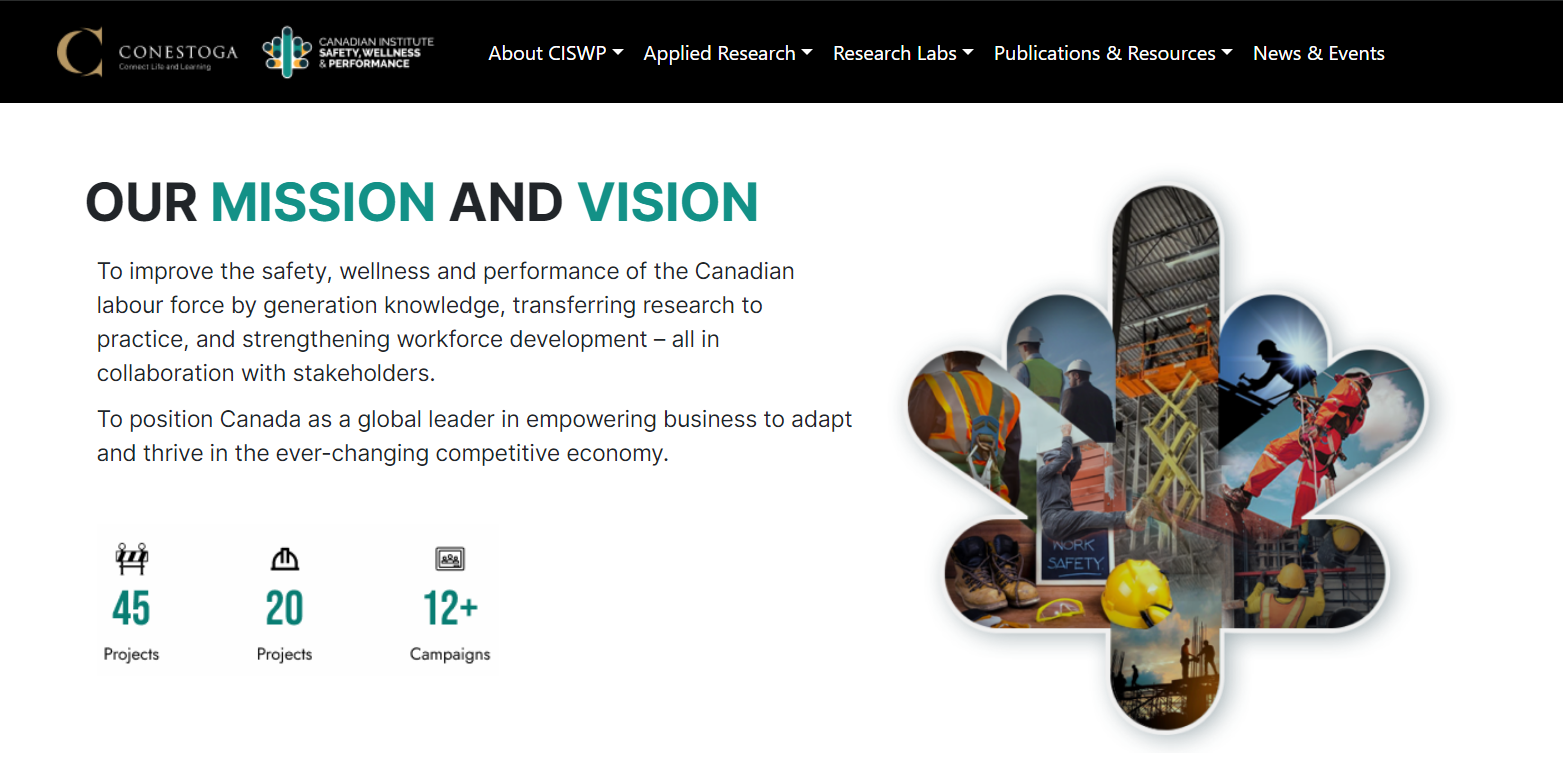 CONESTOGA
Connect Life and Learning
CANADIAN INSTITUTE
SAFETY, WELLNESS
& PERFORMANCE
About CISWP
Applied Research
Research Labs
Publications & Resources
News & Events
OUR MISSION AND VISION
To improve the safety, wellness and performance of the Canadian
labour force by generation knowledge, transferring research to
practice, and strengthening workforce development – all in
collaboration with stakeholders.
To position Canada as a global leader in empowering business to adapt
and thrive in the ever-changing competitive economy.
45
Projects
20
Projects
12+
Campaigns
WORK
SAFETY